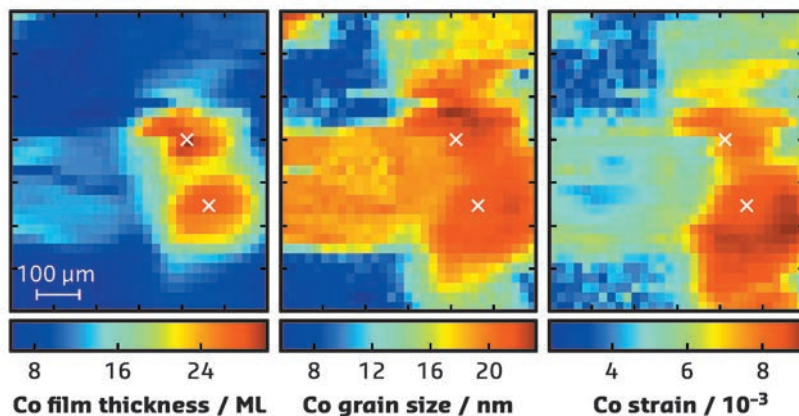 100 µm
8 16 24
Co film thickness / ML
8 12 16 20
Co grain size / nm
4 6 8
Co strain / 10⁻³